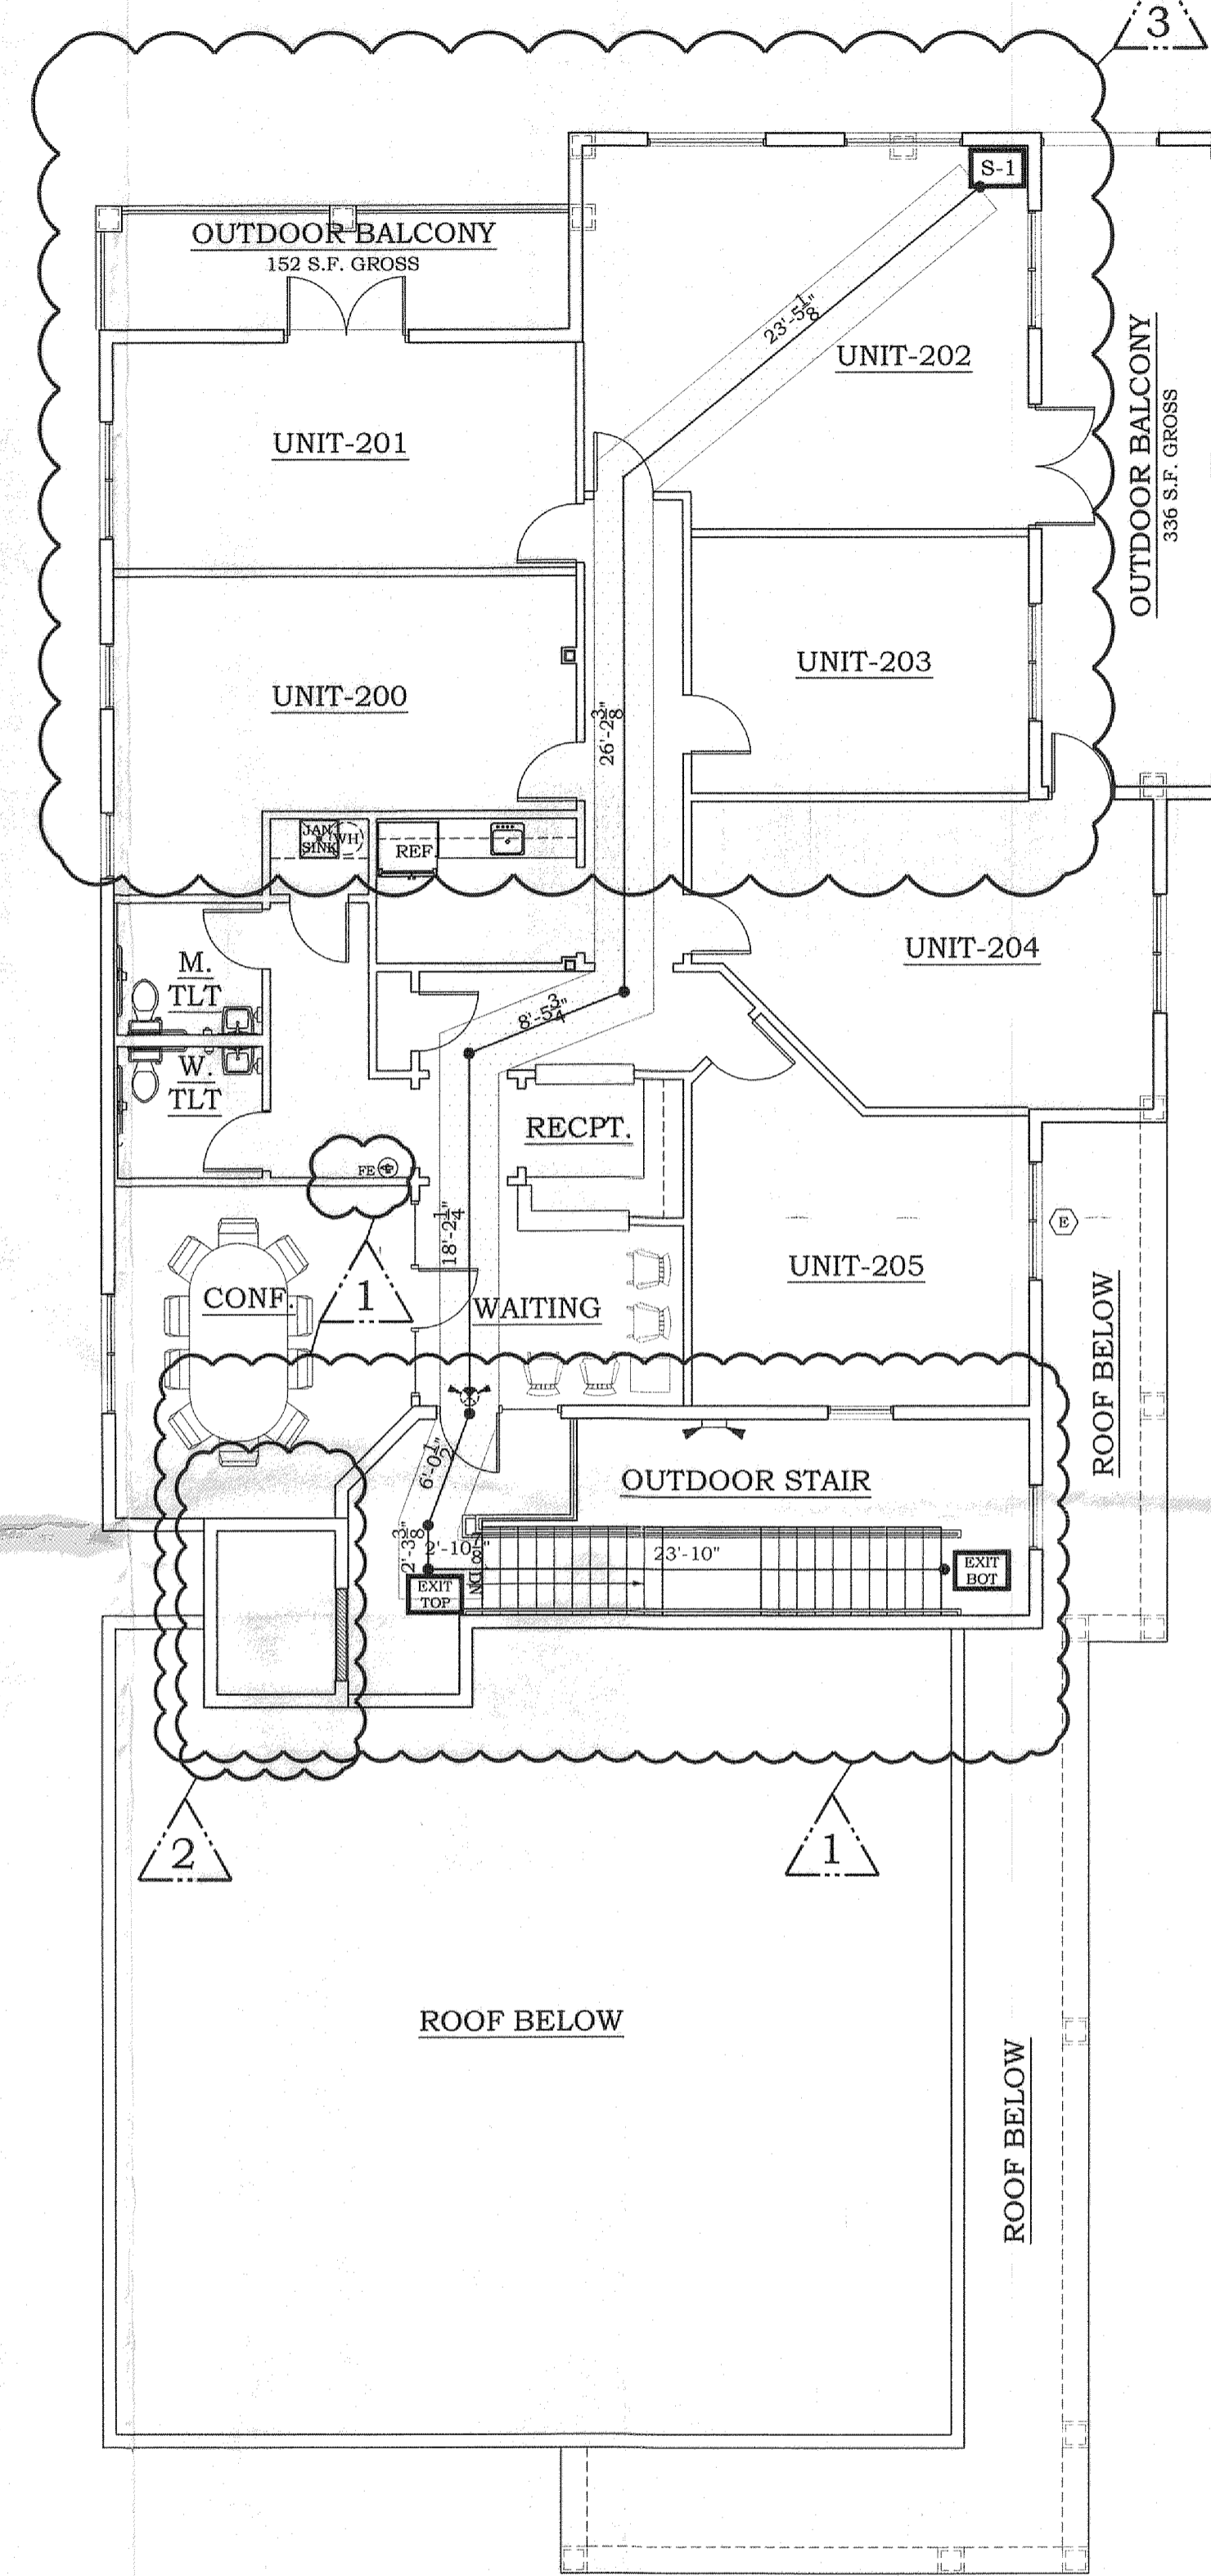 3
S-1
OUTDOOR BALCONY
152 S.F. GROSS
23'-5 1/8"
UNIT-202
OUTDOOR BALCONY
336 S.F. GROSS
UNIT-201
UNIT-203
UNIT-200
26'-2 3/8"
JAN
SINK
WH
REF
UNIT-204
M.
TLT
8'-5 3/4"
W.
TLT
RECPT.
FE
18'-2 1/4"
E
UNIT-205
CONF.
1
WAITING
ROOF BELOW
6'-0 1/2"
OUTDOOR STAIR
2'-3 3/8"
2'-10
DN
23'-10"
EXIT
TOP
EXIT
BOT
2
1
ROOF BELOW
ROOF BELOW